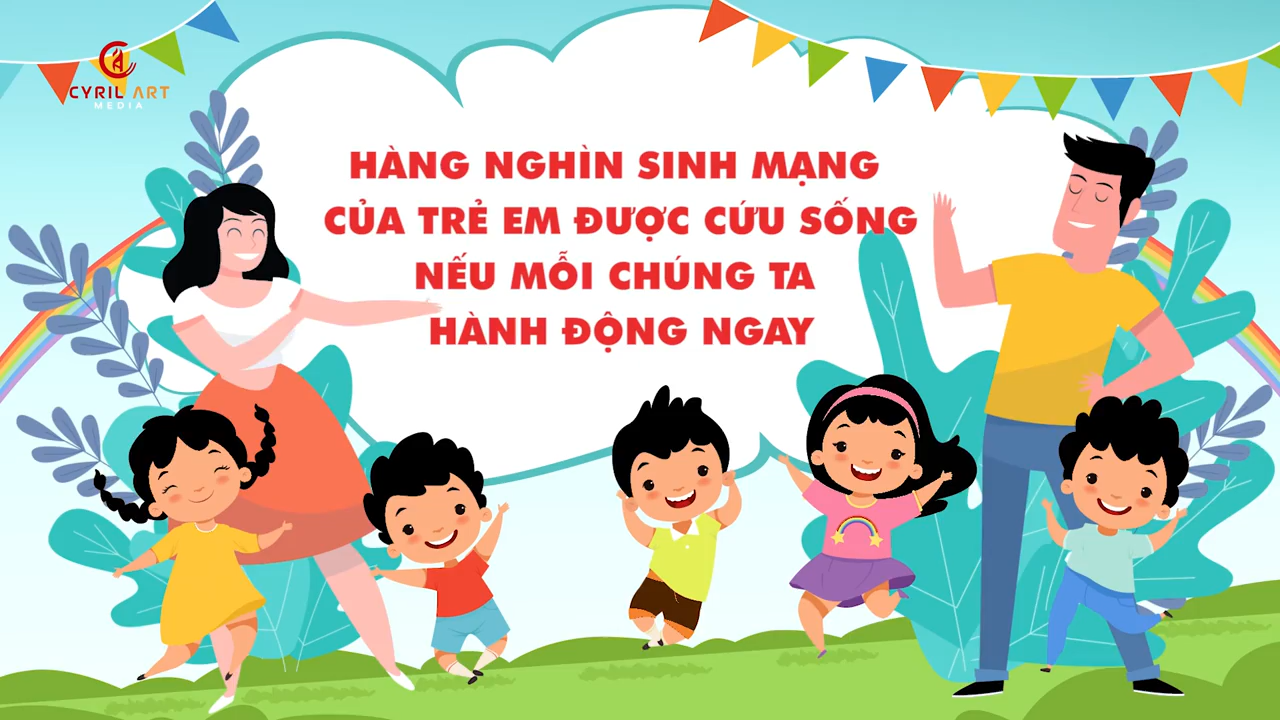 CYRIL ART
MEDIA
HÀNG NGHÌN SINH MẠNG
CỦA TRẺ EM ĐƯỢC CỨU SỐNG
NẾU MỖI CHÚNG TA
HÀNH ĐỘNG NGAY